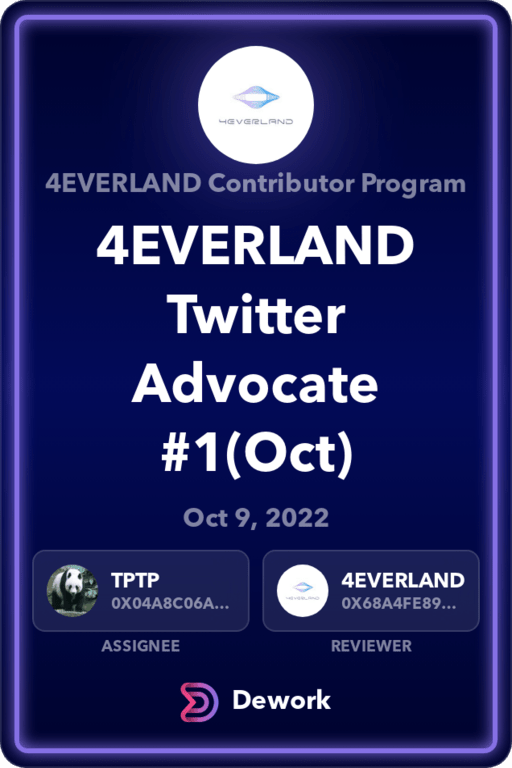 4EVERLAND
4EVERLAND Contributor Program
4EVERLAND
Twitter
Advocate
#1(Oct)
Oct 9, 2022
TPTP
0X04A8C06A...
ASSIGNEE
4EVERLAND
0X68A4FE89...
REVIEWER
Dework